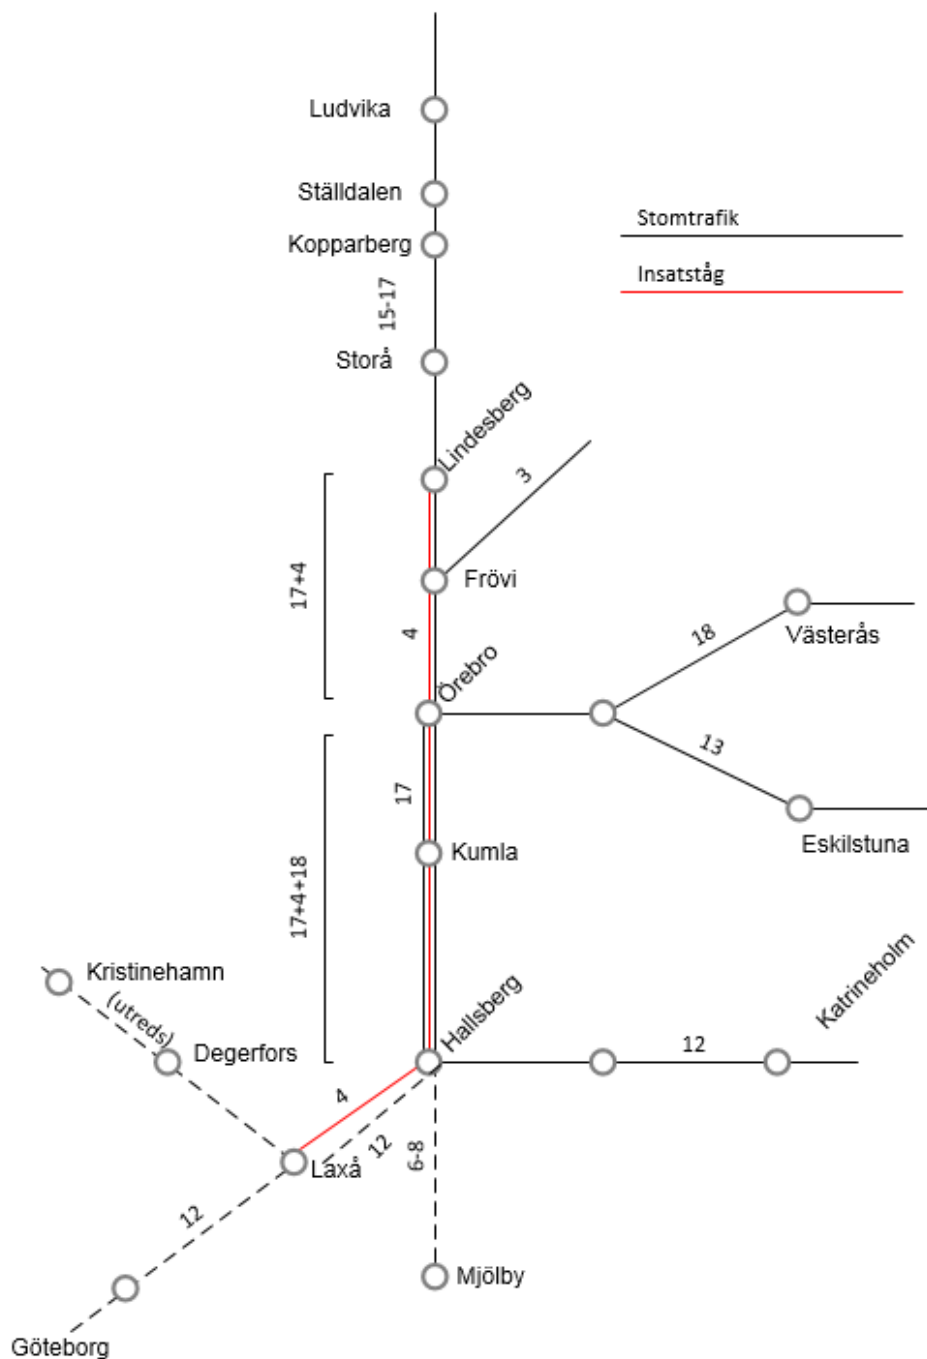 Ludvika
Ställdalen
Kopparberg
Stomtrafik
Insatståg
15-17
Storå
Lindesberg
3
17+4
Frövi
4
Örebro
18
Västerås
13
17
Kumla
Eskilstuna
17+4+18
Kristinehamn
(utreds)
Degerfors
Hallsberg
Katrineholm
12
4
12
6-8
Laxå
12
Mjölby
Göteborg